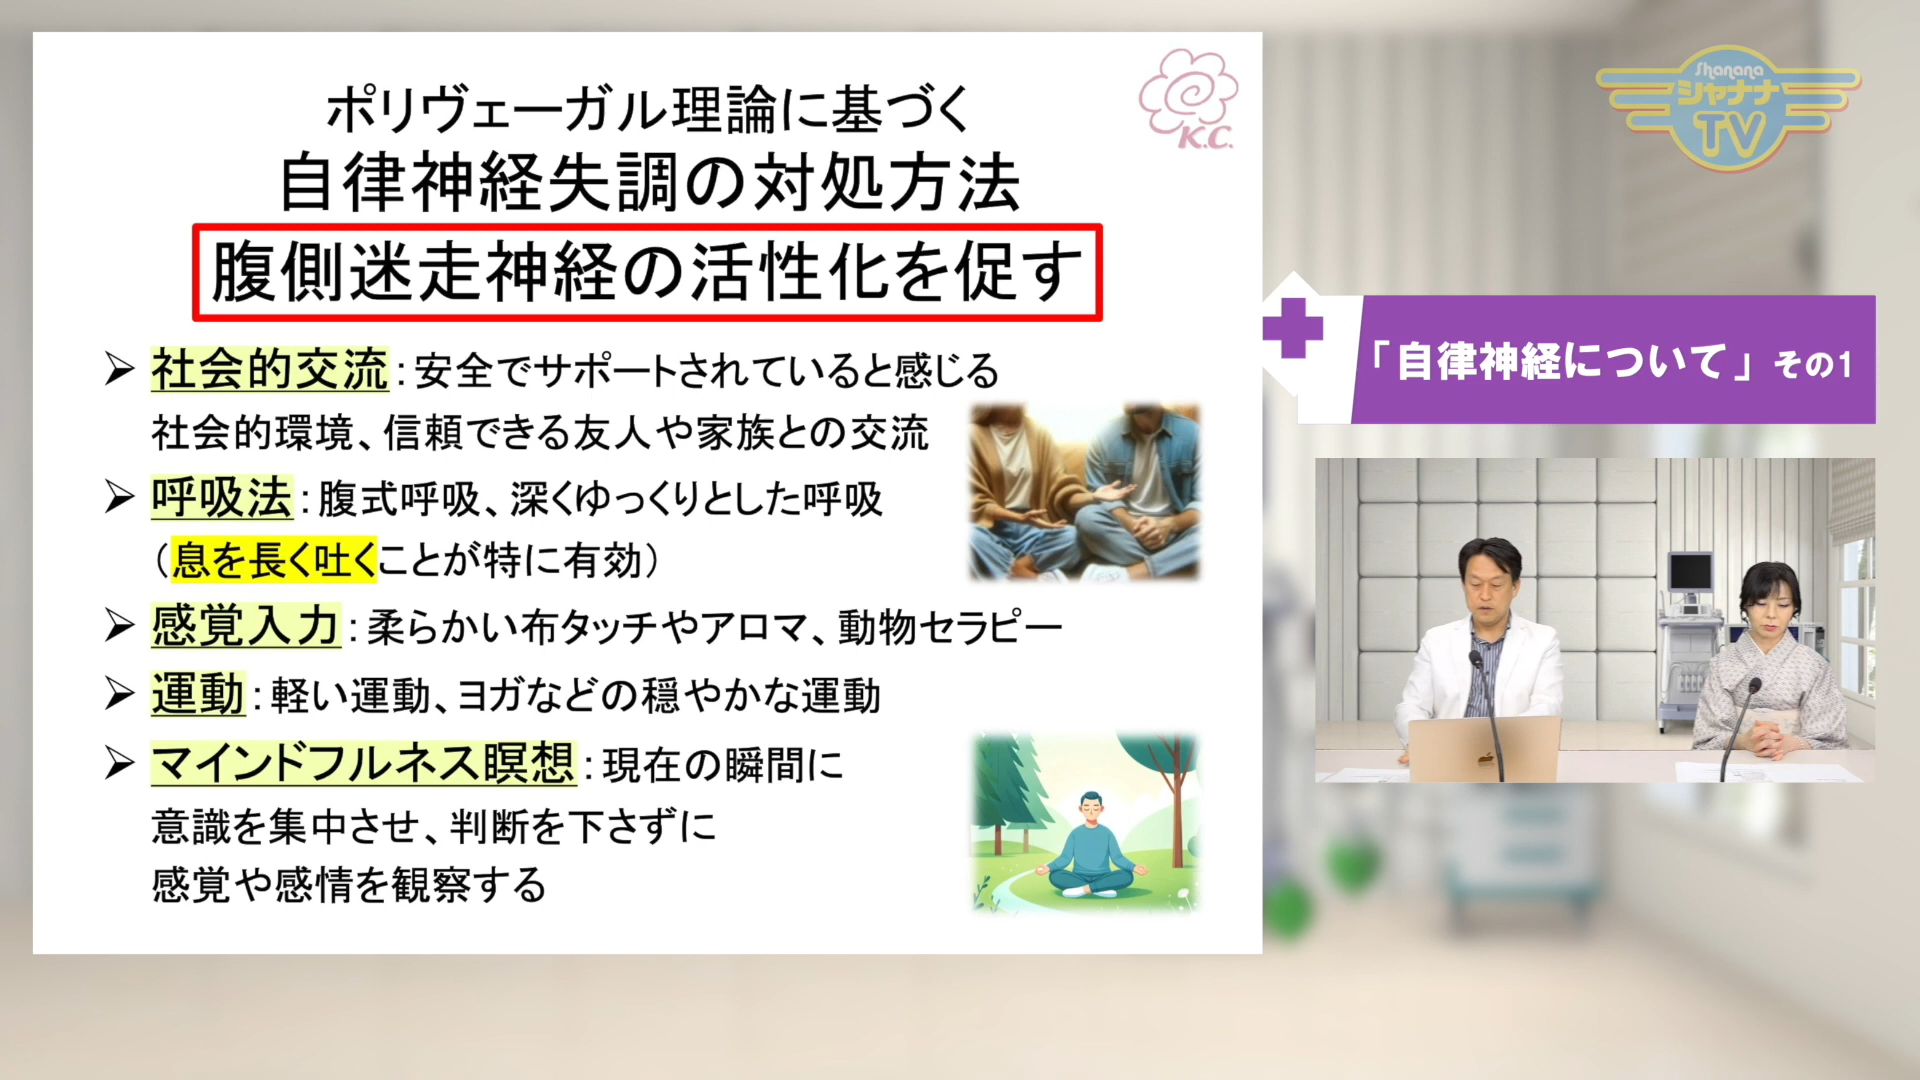 ポリヴェーガル理論に基づく
自律神経失調の対処方法
腹側迷走神経の活性化を促す
➢ 社会的交流：安全でサポートされていると感じる
社会的環境、信頼できる友人や家族との交流
➢ 呼吸法：腹式呼吸、深くゆっくりとした呼吸
（息を長く吐くことが特に有効）
➢ 感覚入力：柔らかい布タッチやアロマ、動物セラピー
➢ 運動：軽い運動、ヨガなどの穏やかな運動
➢ マインドフルネス瞑想：現在の瞬間に
意識を集中させ、判断を下さずに
感覚や感情を観察する
K.C.
Shanana
シャナナ
TV
「自律神経について」その1